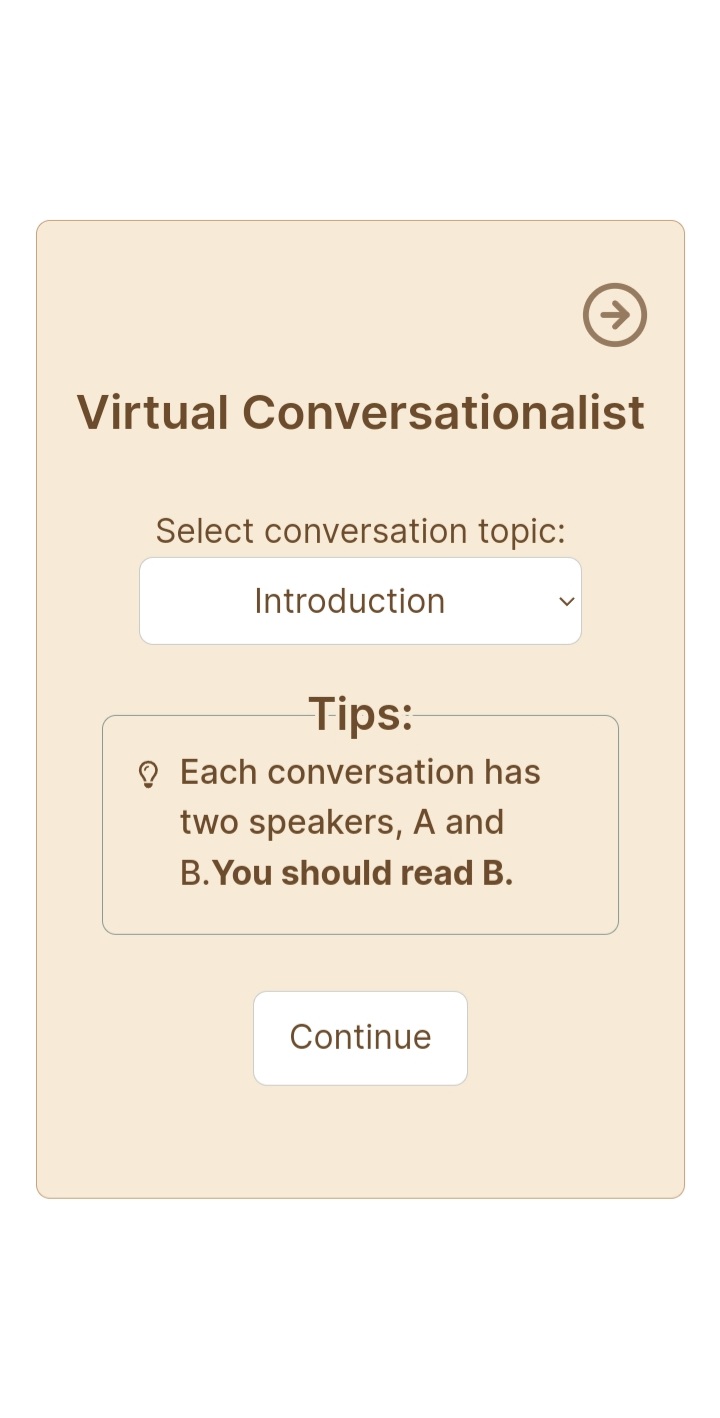 Virtual Conversationalist
Select conversation topic:
Introduction
Tips:
Each conversation has
two speakers, A and
B.You should read B.
Continue